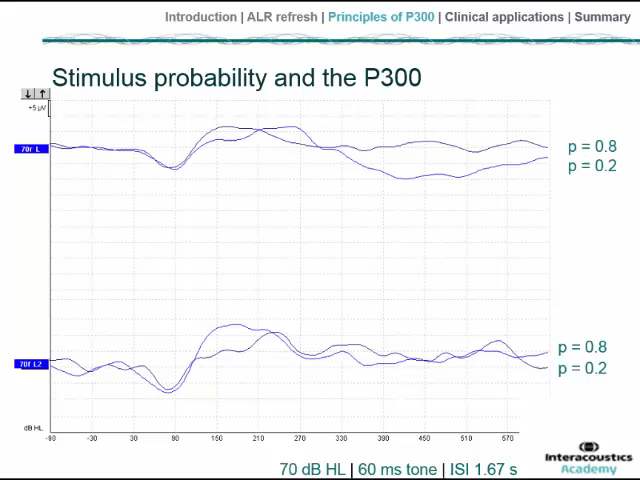 Introduction | ALR refresh | Principles of P300 | Clinical applications | Summary
Stimulus probability and the P300
+5 µV
70r L
p = 0.8
p = 0.2
70r L2
p = 0.8
p = 0.2
dB HL
-90 -30 30 90 150 210 270 330 390 450 510 570
70 dB HL | 60 ms tone | ISI 1.67 s
Interacoustics
Academy